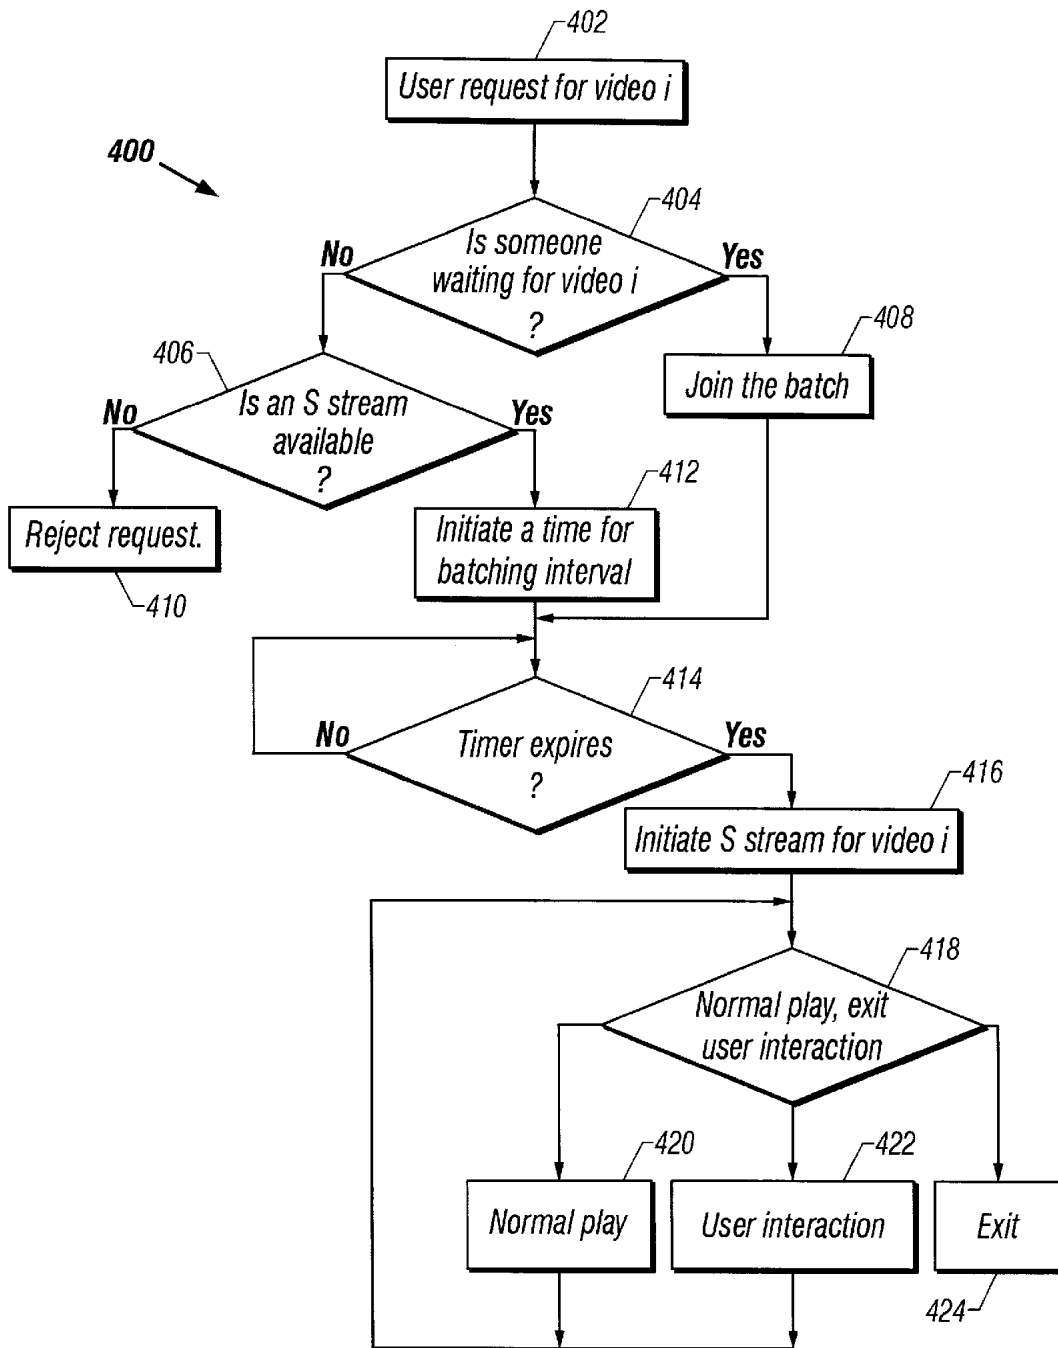 402
User request for video i
400
404
Is someone
waiting for video i
?
No
Yes
408
Join the batch
406
Is an S stream
available
?
No
Yes
412
Initiate a time for
batching interval
Reject request.
410
414
Timer expires
?
No
Yes
416
Initiate S stream for video i
418
Normal play, exit
user interaction
420
Normal play
422
User interaction
Exit
424